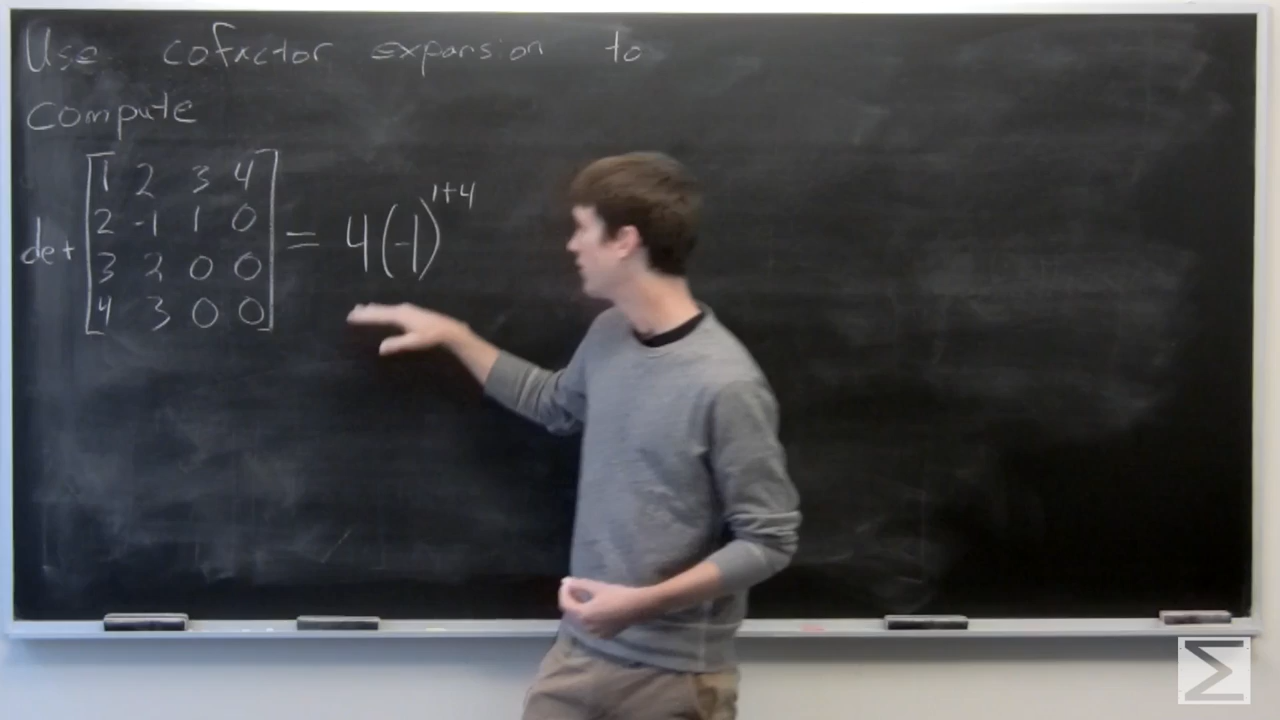 Use cofactor expansion to
compute
det [1 2 3 4
2 -1 1 0
3 2 0 0
4 3 0 0] = 4(-1)^{1+4}
Σ